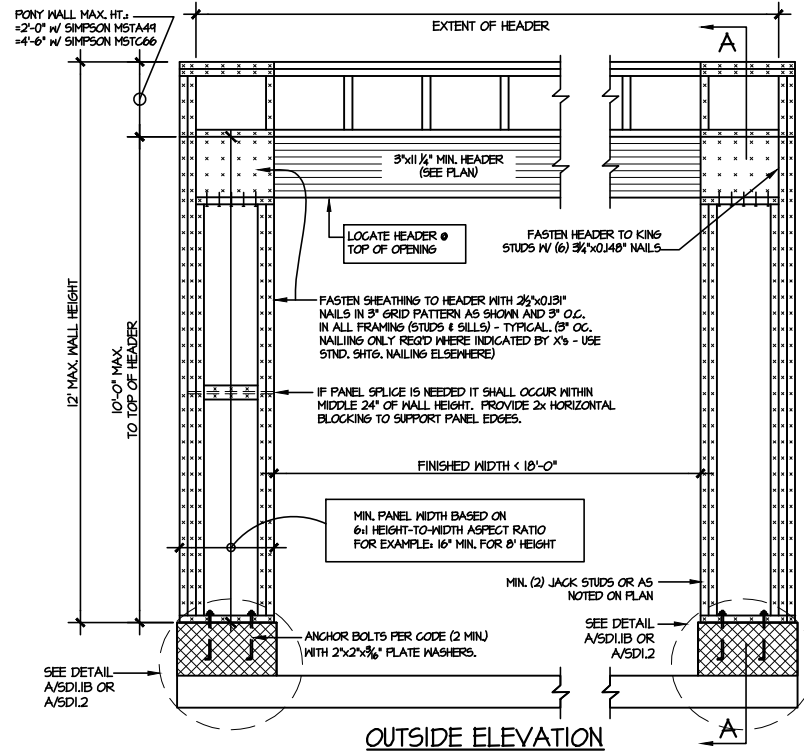 PONY WALL MAX. HT.:
=2'-0" W/ SIMPSON MSTA49
=4'-6" W/ SIMPSON MSTC66
EXTENT OF HEADER
A
12' MAX. WALL HEIGHT
10'-0" MAX.
TO TOP OF HEADER
3"x11 1/4" MIN. HEADER
(SEE PLAN)
LOCATE HEADER @
TOP OF OPENING
FASTEN HEADER TO KING
STUDS W/ (6) 3¼"x0.148" NAILS
FASTEN SHEATHING TO HEADER WITH 2½"x0.131"
NAILS IN 3" GRID PATTERN AS SHOWN AND 3" O.C.
IN ALL FRAMING (STUDS & SILLS) - TYPICAL. (3" OC.
NAILING ONLY REQ'D WHERE INDICATED BY X's - USE
STND. SHTG. NAILING ELSEWHERE)
IF PANEL SPLICE IS NEEDED IT SHALL OCCUR WITHIN
MIDDLE 24" OF WALL HEIGHT. PROVIDE 2x HORIZONTAL
BLOCKING TO SUPPORT PANEL EDGES.
FINISHED WIDTH < 18'-0"
MIN. PANEL WIDTH BASED ON
6:1 HEIGHT-TO-WIDTH ASPECT RATIO
FOR EXAMPLE: 16" MIN. FOR 8' HEIGHT
MIN. (2) JACK STUDS OR AS
NOTED ON PLAN
SEE DETAIL
A/SD1.1B OR
A/SD1.2
ANCHOR BOLTS PER CODE (2 MIN.)
WITH 2"x2"x3/16" PLATE WASHERS.
SEE DETAIL
A/SD1.1B OR
A/SD1.2
A
OUTSIDE ELEVATION